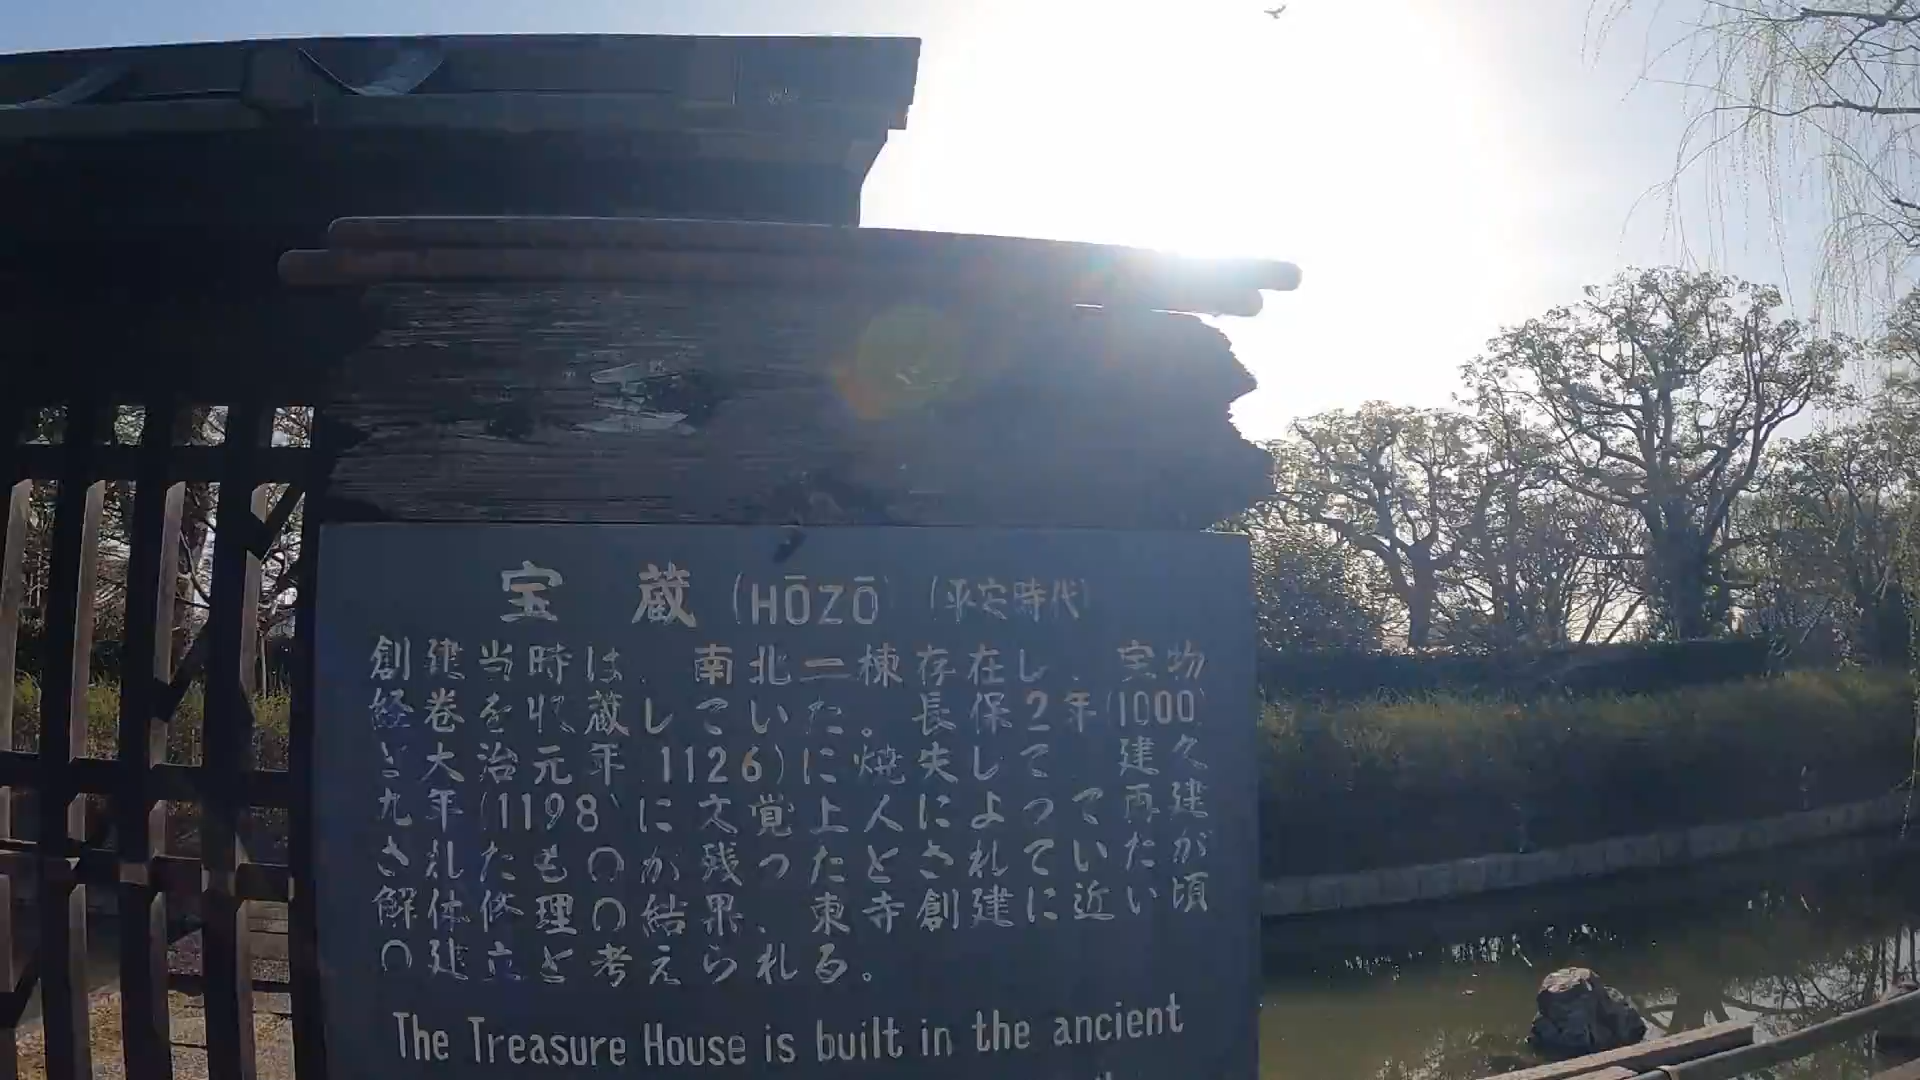 宝 蔵 (HŌZŌ) (平安時代)
創建当時は、南北二棟存在し、宝物
経巻を収蔵していた。長保2年(1000)
と大治元年(1126)に焼失して、建久
九年(1198)に文覚上人によって再建
されたものが残ったとされていたが
解体修理の結果、東寺創建に近い頃
の建立と考えられる。
The Treasure House is built in the ancient